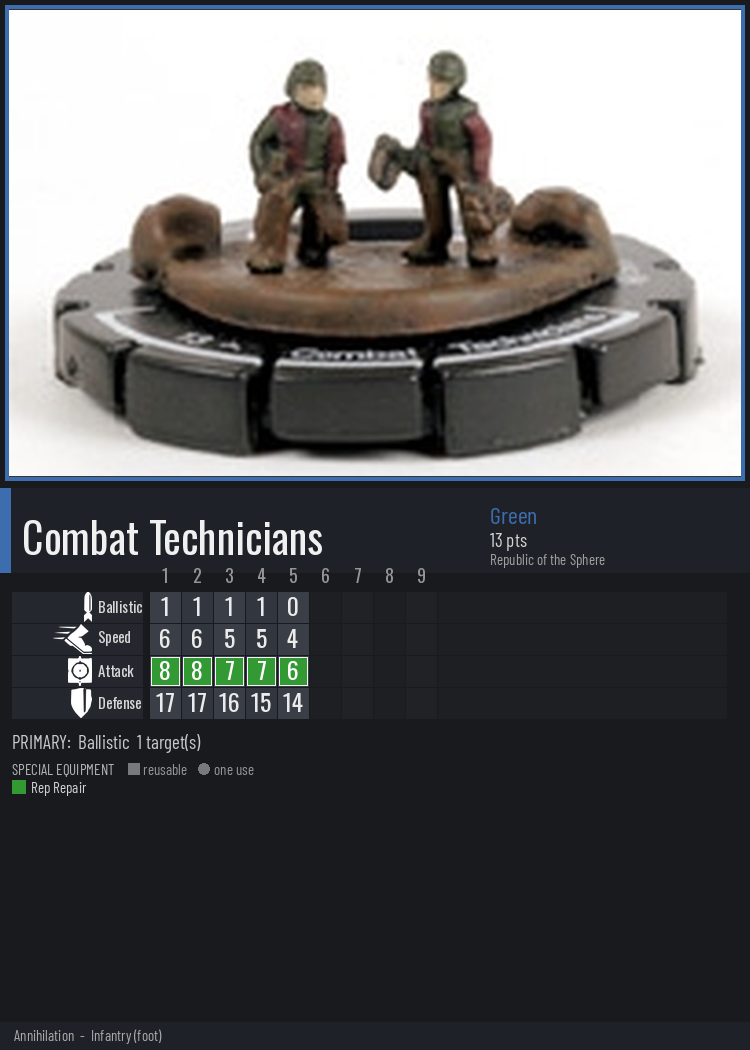 Combat Technicians
Combat Technicians
Green
13 pts
Republic of the Sphere
1 2 3 4 5 6 7 8 9
Ballistic 1 1 1 1 0
Speed 6 6 5 5 4
Attack 8 8 7 7 6
Defense 17 17 16 15 14
PRIMARY: Ballistic 1 target(s)
SPECIAL EQUIPMENT reusable one use
Rep Repair
Annihilation - Infantry (foot)